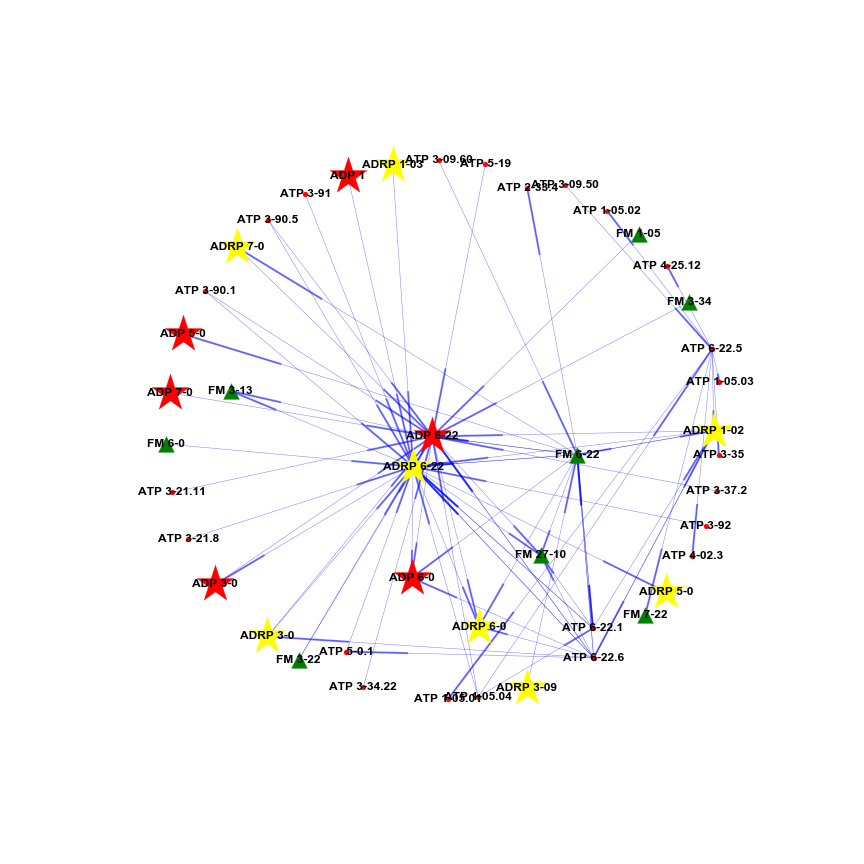 ATP 3-09.60
ATP 5-19
ADRP 1-03
ADP 1
ATP 2-33.4
ATP 3-09.50
ATP 3-91
ATP 1-05.02
ATP 3-90.5
FM 1-05
ADRP 7-0
ATP 4-25.12
ATP 3-90.1
FM 3-34
ADP 5-0
ATP 6-22.5
ATP 1-05.03
ADP 7-0
FM 3-13
ADRP 1-02
ADP 6-22
FM 6-0
ATP 3-35
FM 6-22
ADRP 6-22
ATP 3-21.11
ATP 3-37.2
ATP 3-92
ATP 3-21.8
FM 27-10
ATP 4-02.3
ADP 3-0
ADP 6-0
ADRP 5-0
FM 7-22
ADRP 6-0
ATP 6-22.1
ADRP 3-0
ATP 5-0.1
FM 3-22
ATP 6-22.6
ATP 3-34.22
ADRP 3-09
ATP 1-05.01
ATP 1-05.04